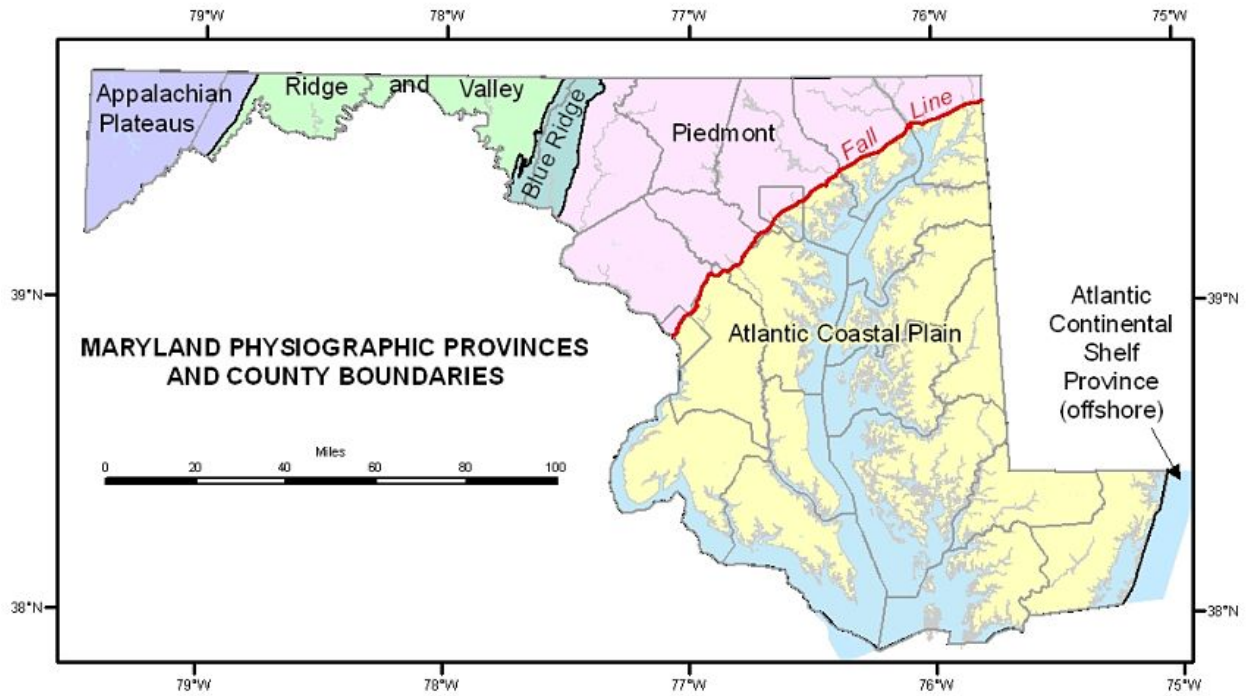 79°W 78°W 77°W 76°W 75°W
Appalachian
Plateaus
Ridge and Valley
Blue Ridge
Piedmont
Fall Line
39°N 39°N
Atlantic
Continental
Shelf
Province
(offshore)
Atlantic Coastal Plain
MARYLAND PHYSIOGRAPHIC PROVINCES
AND COUNTY BOUNDARIES
Miles
0 20 40 60 80 100
38°N 38°N
79°W 78°W 77°W 76°W 75°W